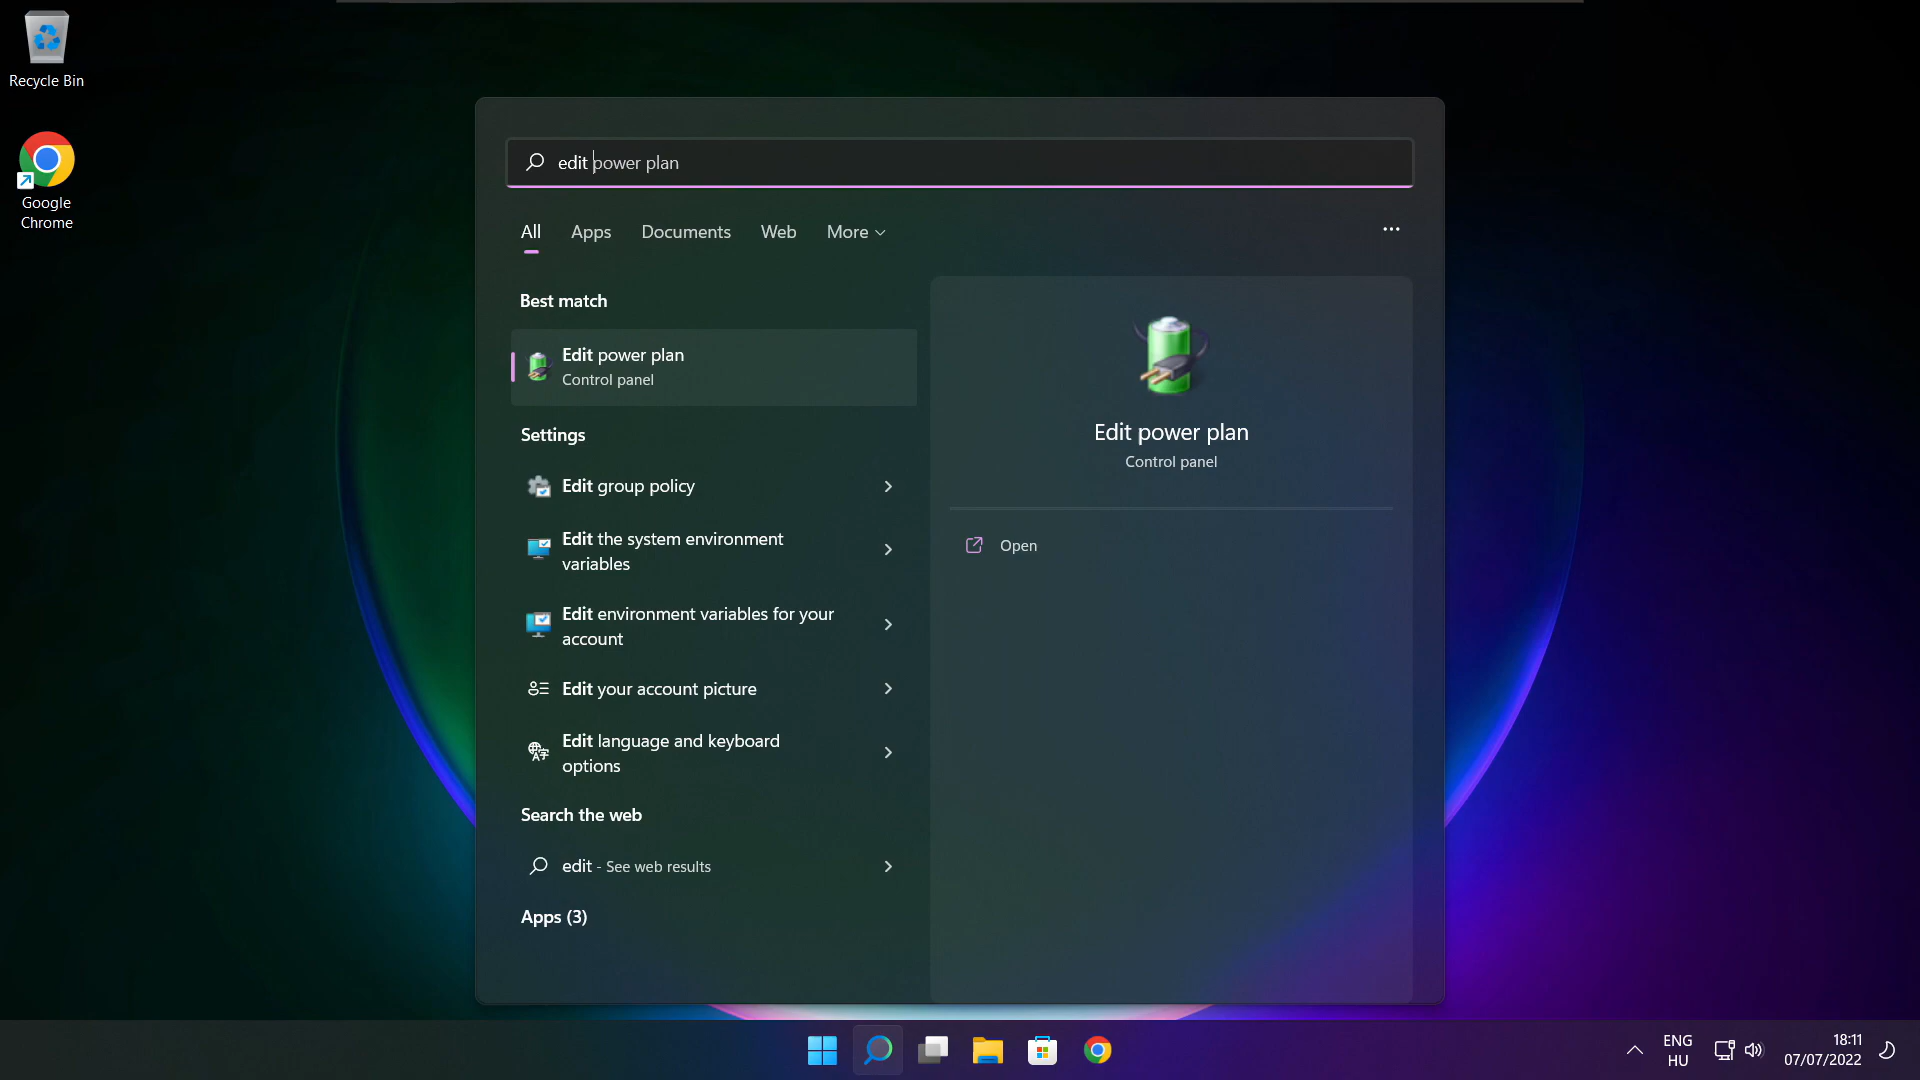 Recycle Bin
Google
Chrome
edit power plan
All Apps Documents Web More
Best match
Edit power plan
Control panel
Settings
Edit group policy
Edit the system environment
variables
Edit environment variables for your
account
Edit your account picture
Edit language and keyboard
options
Search the web
edit - See web results
Apps (3)
Edit power plan
Control panel
Open
ENG
HU
18:11
07/07/2022